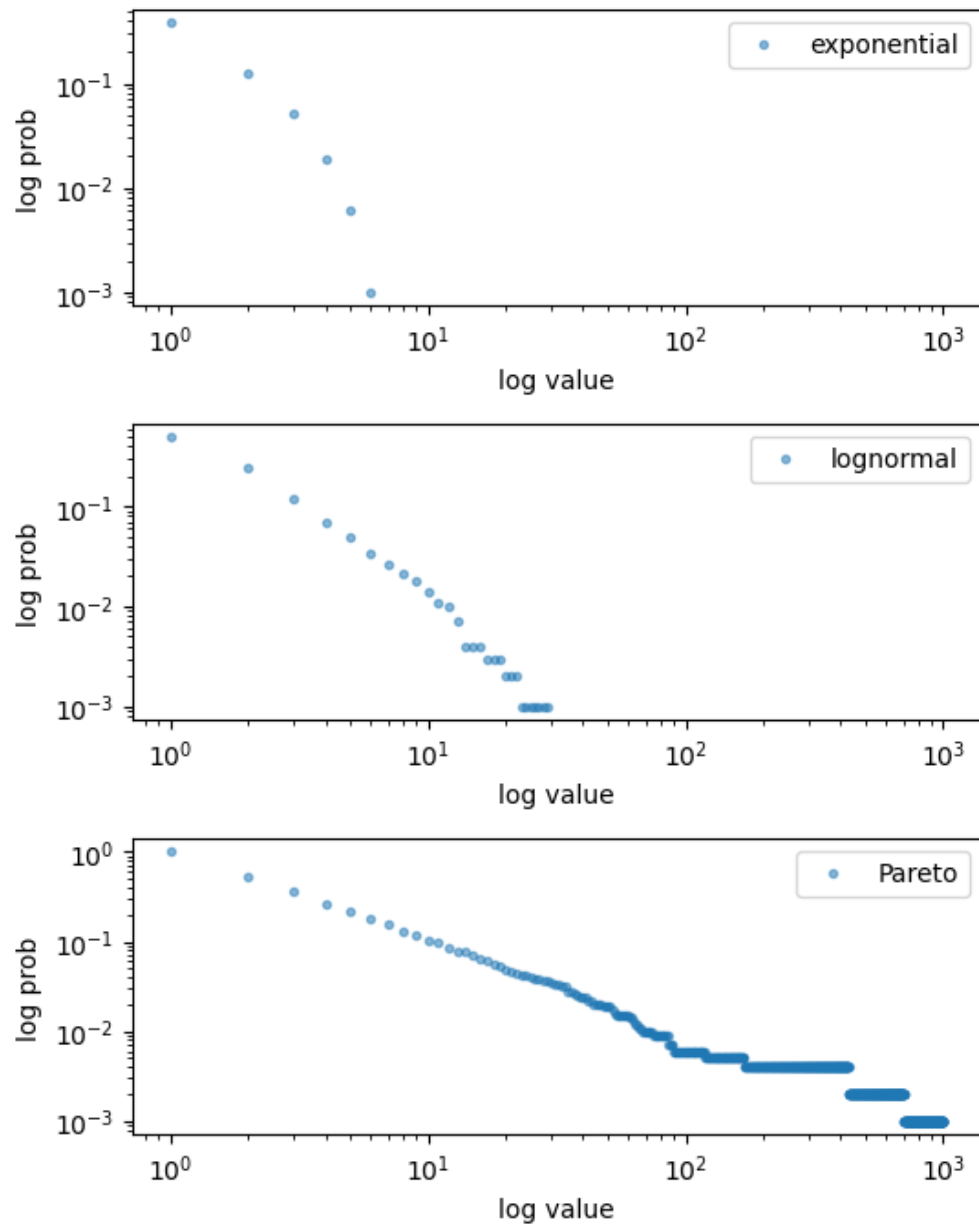 exponential
log prob
10⁻¹
10⁻²
10⁻³
10⁰ 10¹ 10² 10³
log value
lognormal
log prob
10⁻¹
10⁻²
10⁻³
10⁰ 10¹ 10² 10³
log value
Pareto
log prob
10⁰
10⁻¹
10⁻²
10⁻³
10⁰ 10¹ 10² 10³
log value